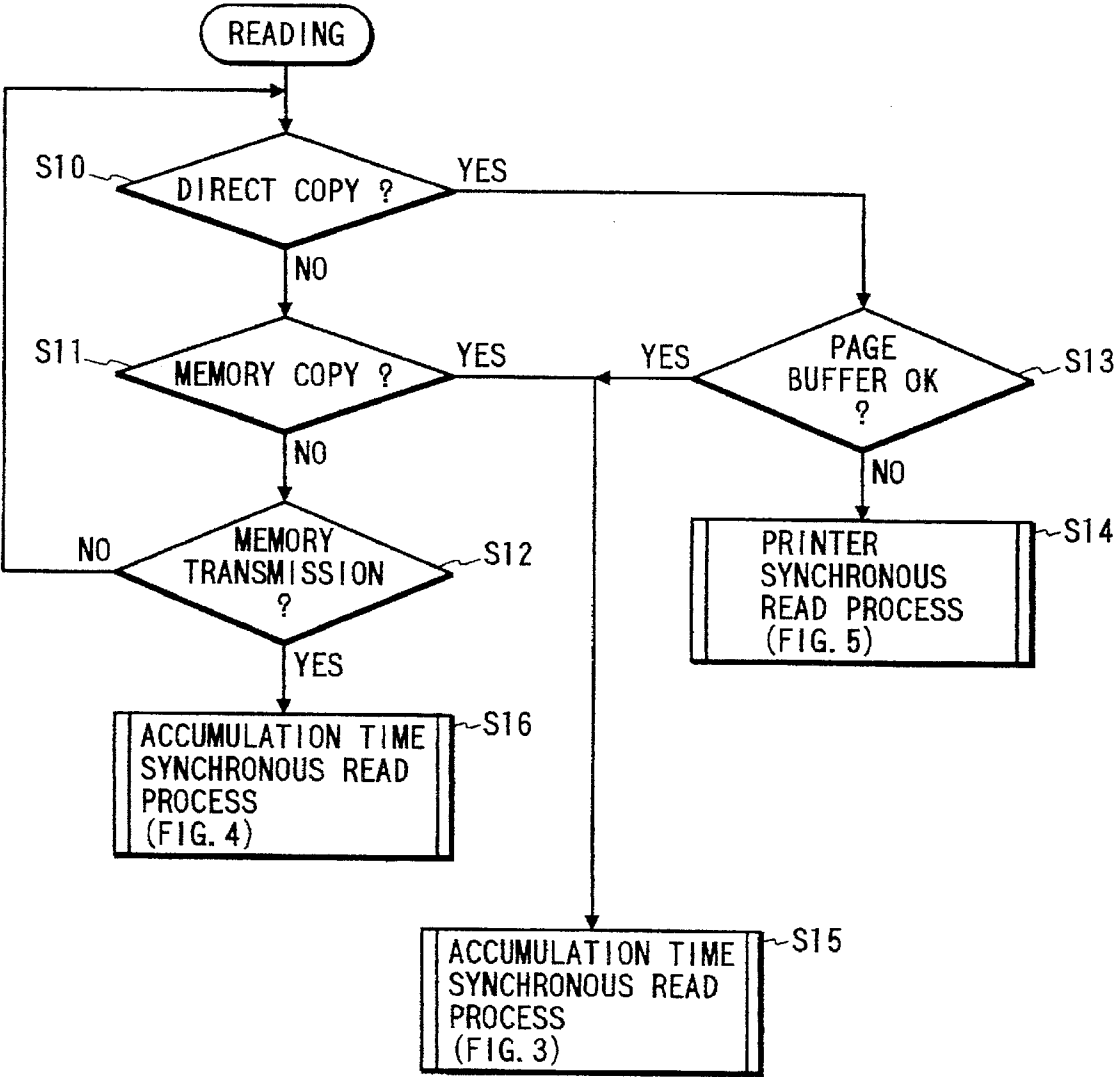 READING
S10
DIRECT COPY ?
YES
NO
S11
MEMORY COPY ?
YES
YES
PAGE
BUFFER OK
?
S13
NO
NO
MEMORY
TRANSMISSION
?
S12
NO
YES
PRINTER
SYNCHRONOUS
READ PROCESS
(FIG. 5)
S14
ACCUMULATION TIME
SYNCHRONOUS READ
PROCESS
(FIG. 4)
S16
ACCUMULATION TIME
SYNCHRONOUS READ
PROCESS
(FIG. 3)
S15